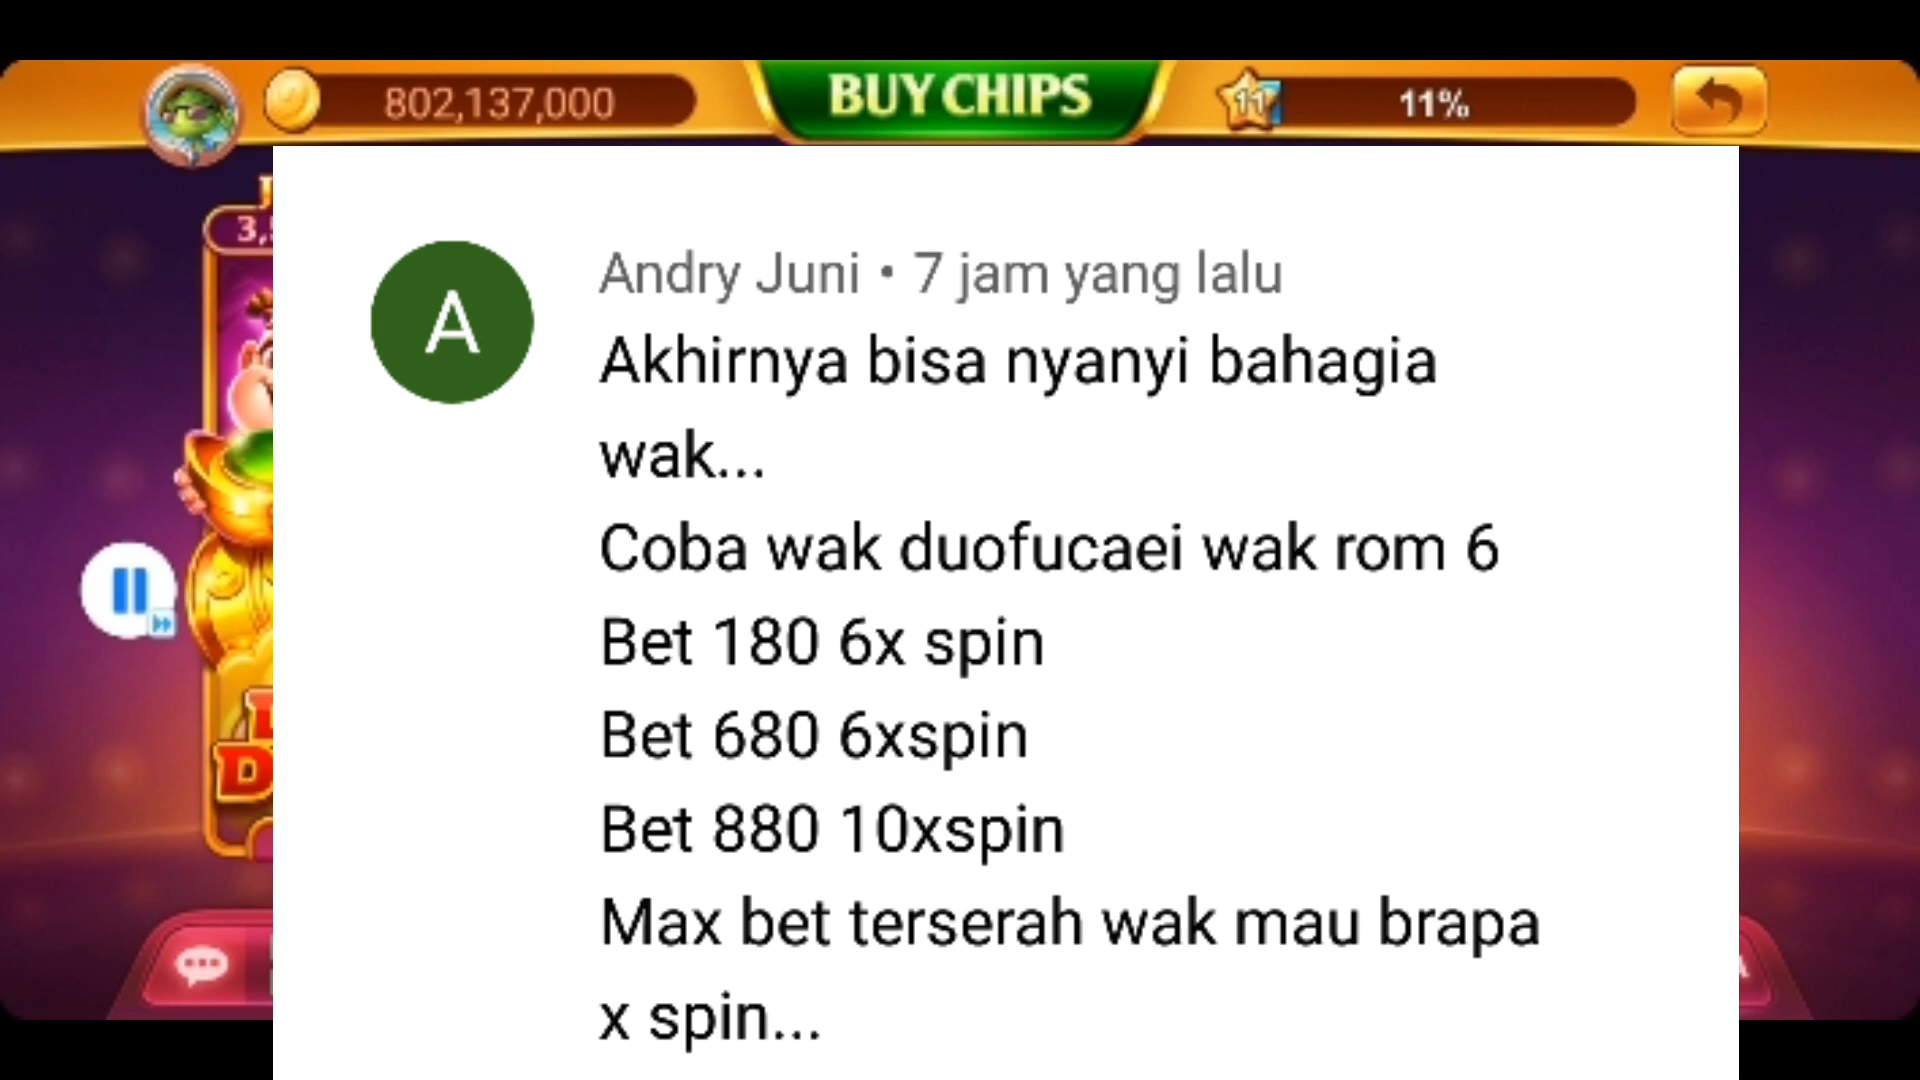 802,137,000
BUY CHIPS
11
11%
Andry Juni • 7 jam yang lalu
A
Akhirnya bisa nyanyi bahagia
wak...
Coba wak duofucaei wak rom 6
Bet 180 6x spin
Bet 680 6xspin
Bet 880 10xspin
Max bet terserah wak mau brapa
x spin...